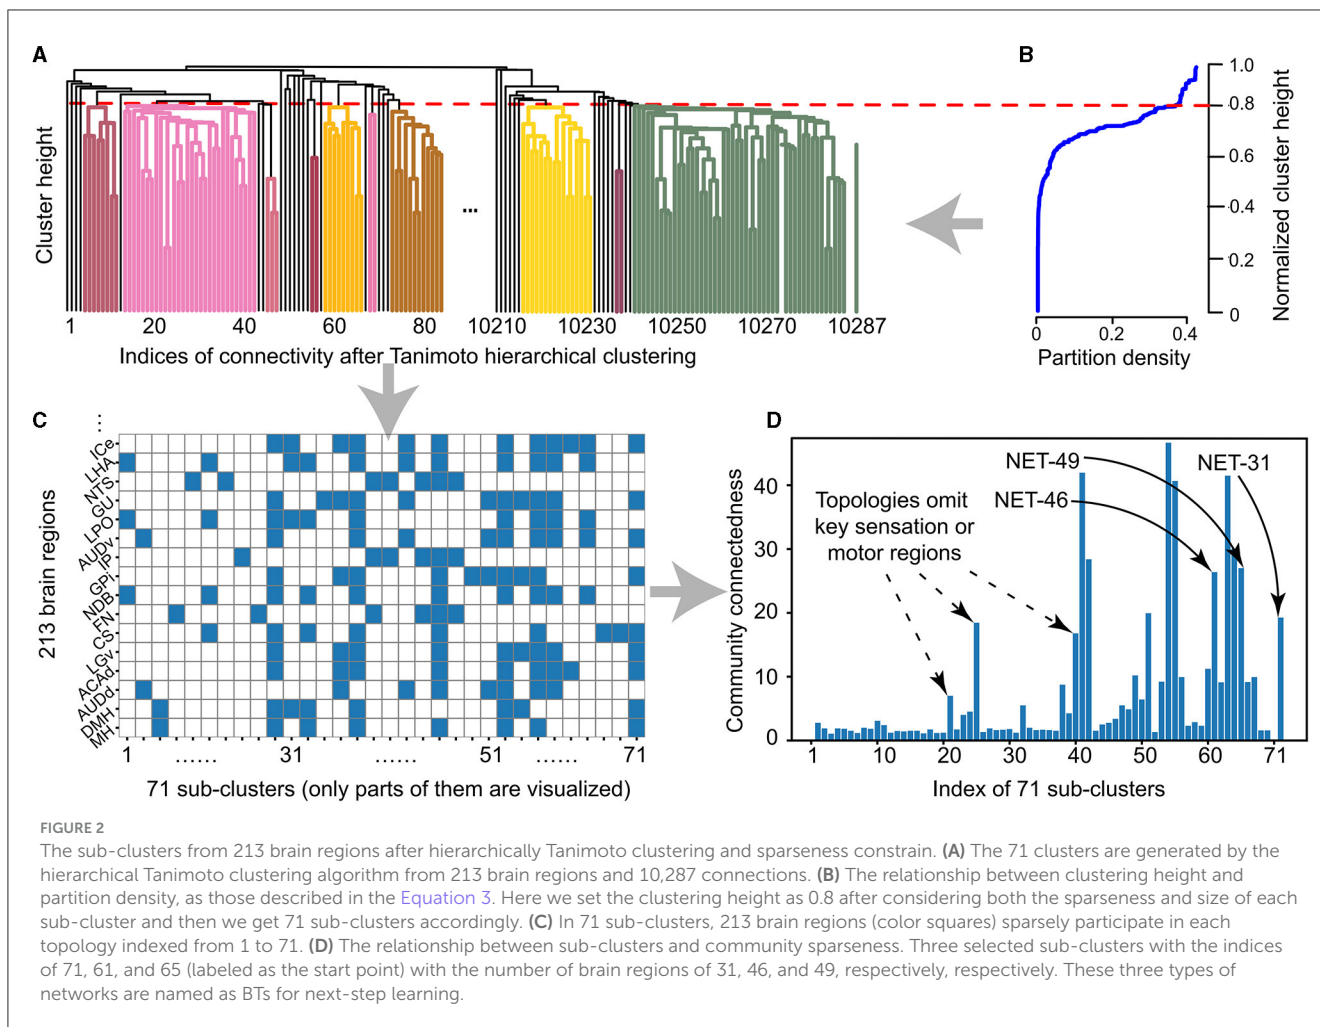 A
Cluster height
...
1 20 40 60 80 10210 10230 10250 10270 10287
Indices of connectivity after Tanimoto hierarchical clustering
B
1.0
0.8
0.6
0.4
0.2
0
Normalized cluster height
0 0.2 0.4
Partition density
C
213 brain regions
...
ICe
LHA
NTS
GU
LPO
AUDv
IP
GPi
NDB
FN
CS
LGv
ACAd
AUDd
DMH
MH
1 ...... 31 ...... 51 ...... 71
71 sub-clusters (only parts of them are visualized)
D
Community connectedness
40
30
20
10
0
Topologies omit
key sensation or
motor regions
NET-49
NET-46
NET-31
1 10 20 30 40 50 60 71
Index of 71 sub-clusters
FIGURE 2
The sub-clusters from 213 brain regions after hierarchically Tanimoto clustering and sparseness constrain. (A) The 71 clusters are generated by the
hierarchical Tanimoto clustering algorithm from 213 brain regions and 10,287 connections. (B) The relationship between clustering height and
partition density, as those described in the Equation 3. Here we set the clustering height as 0.8 after considering both the sparseness and size of each
sub-cluster and then we get 71 sub-clusters accordingly. (C) In 71 sub-clusters, 213 brain regions (color squares) sparsely participate in each
topology indexed from 1 to 71. (D) The relationship between sub-clusters and community sparseness. Three selected sub-clusters with the indices
of 71, 61, and 65 (labeled as the start point) with the number of brain regions of 31, 46, and 49, respectively, respectively. These three types of
networks are named as BTs for next-step learning.